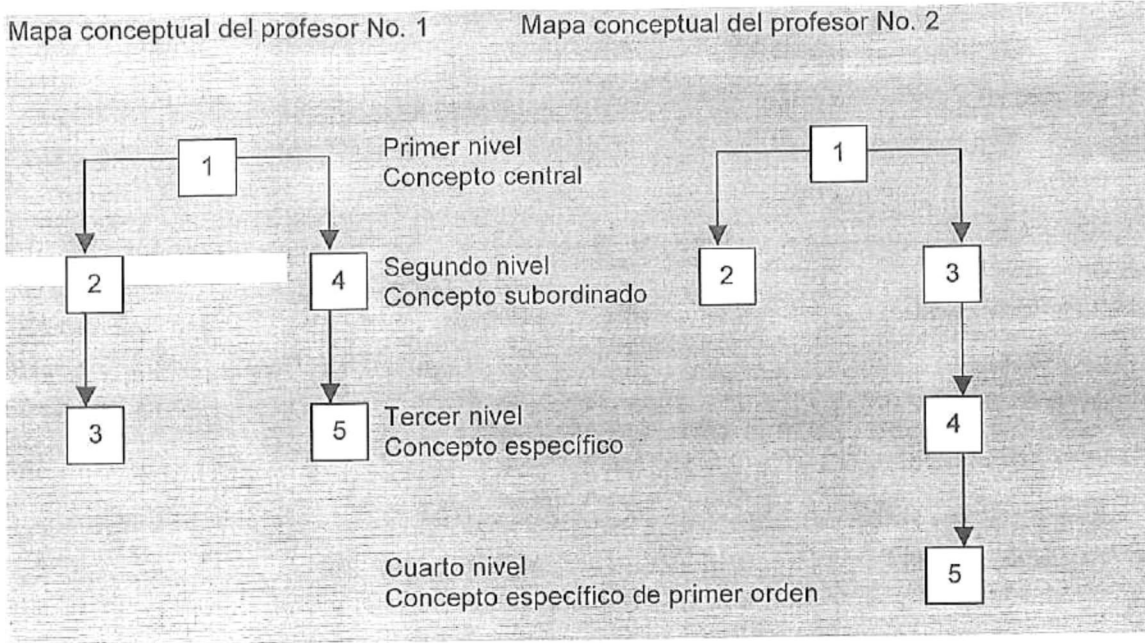 Mapa conceptual del profesor No. 1
Mapa conceptual del profesor No. 2
1
Primer nivel
Concepto central
1
2
4
Segundo nivel
Concepto subordinado
2
3
3
5
Tercer nivel
Concepto específico
4
Cuarto nivel
Concepto específico de primer orden
5